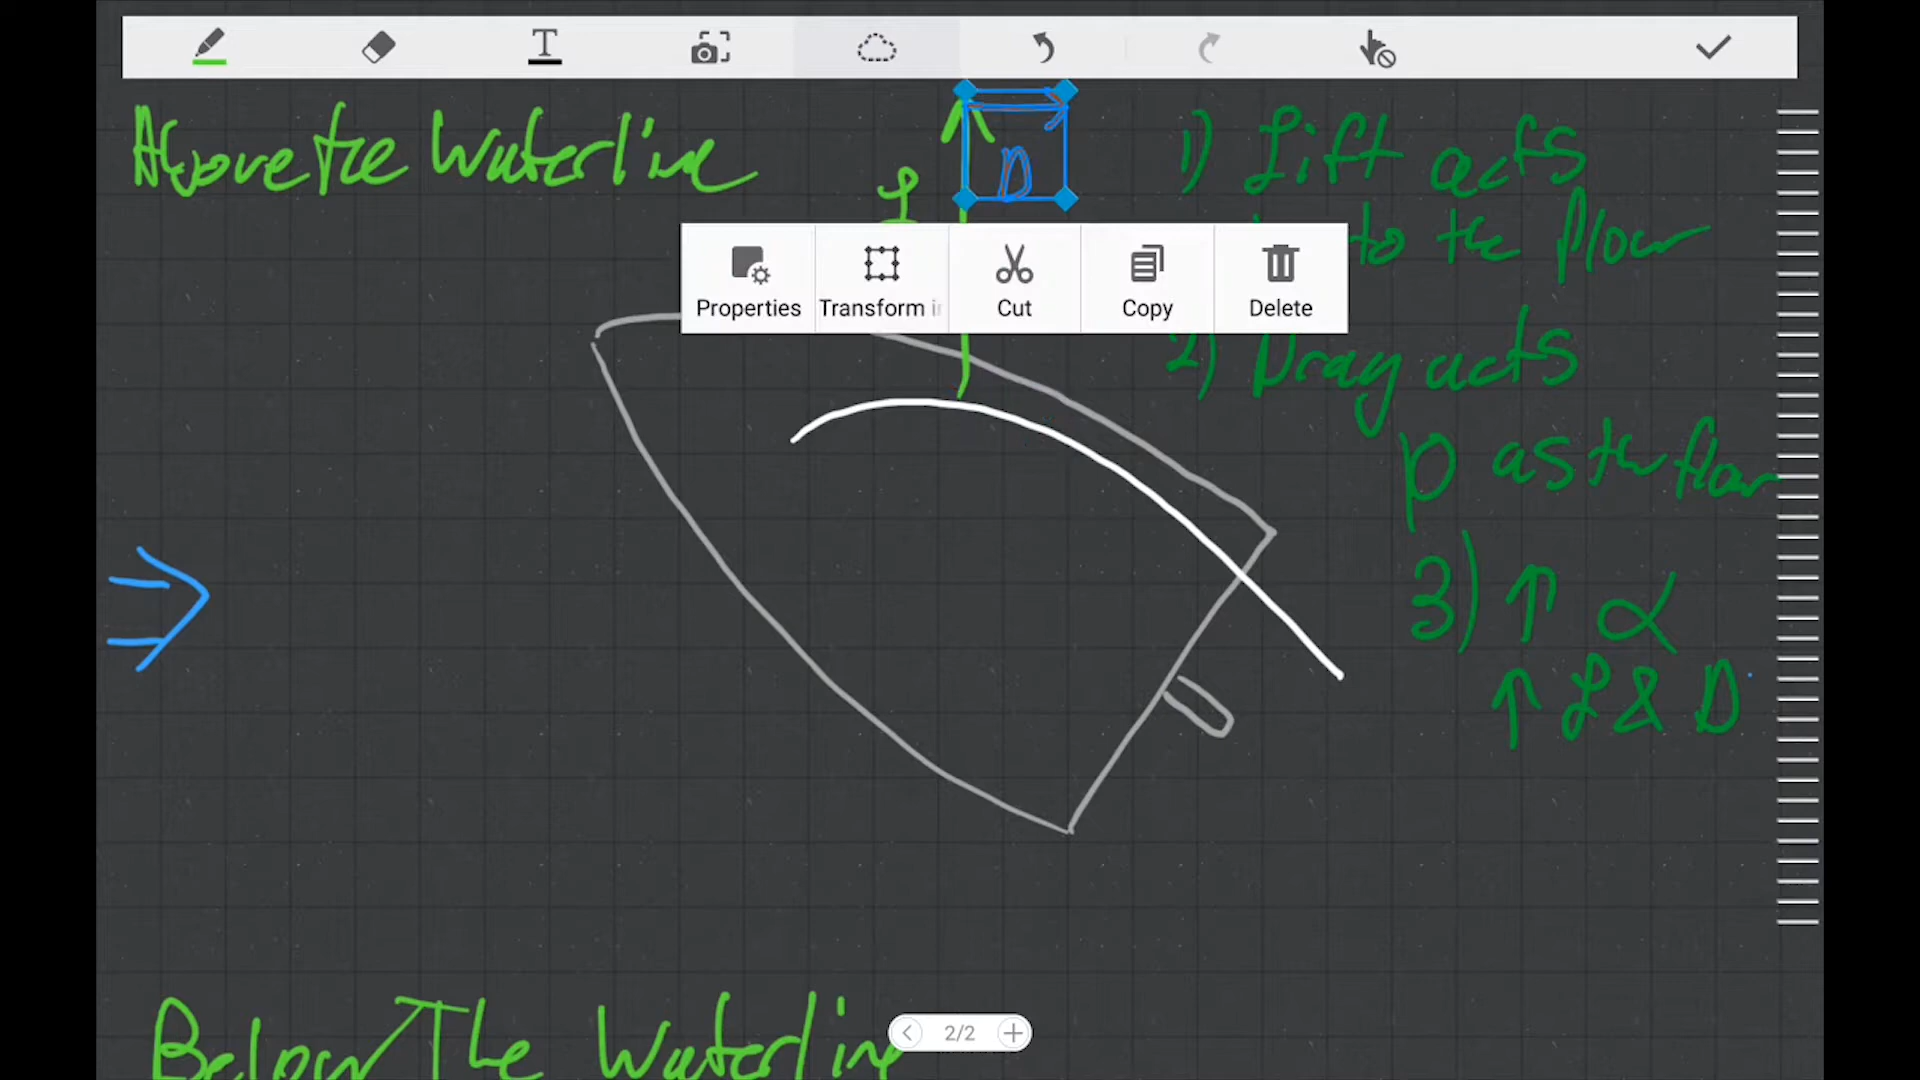 Above the Waterline
L
D
1) Lift acts
to the flow
Properties
Transform i
Cut
Copy
Delete
2) Drag acts
p as the flow
3) ↑ α
↑ L & D
Below The Waterline
2/2
T